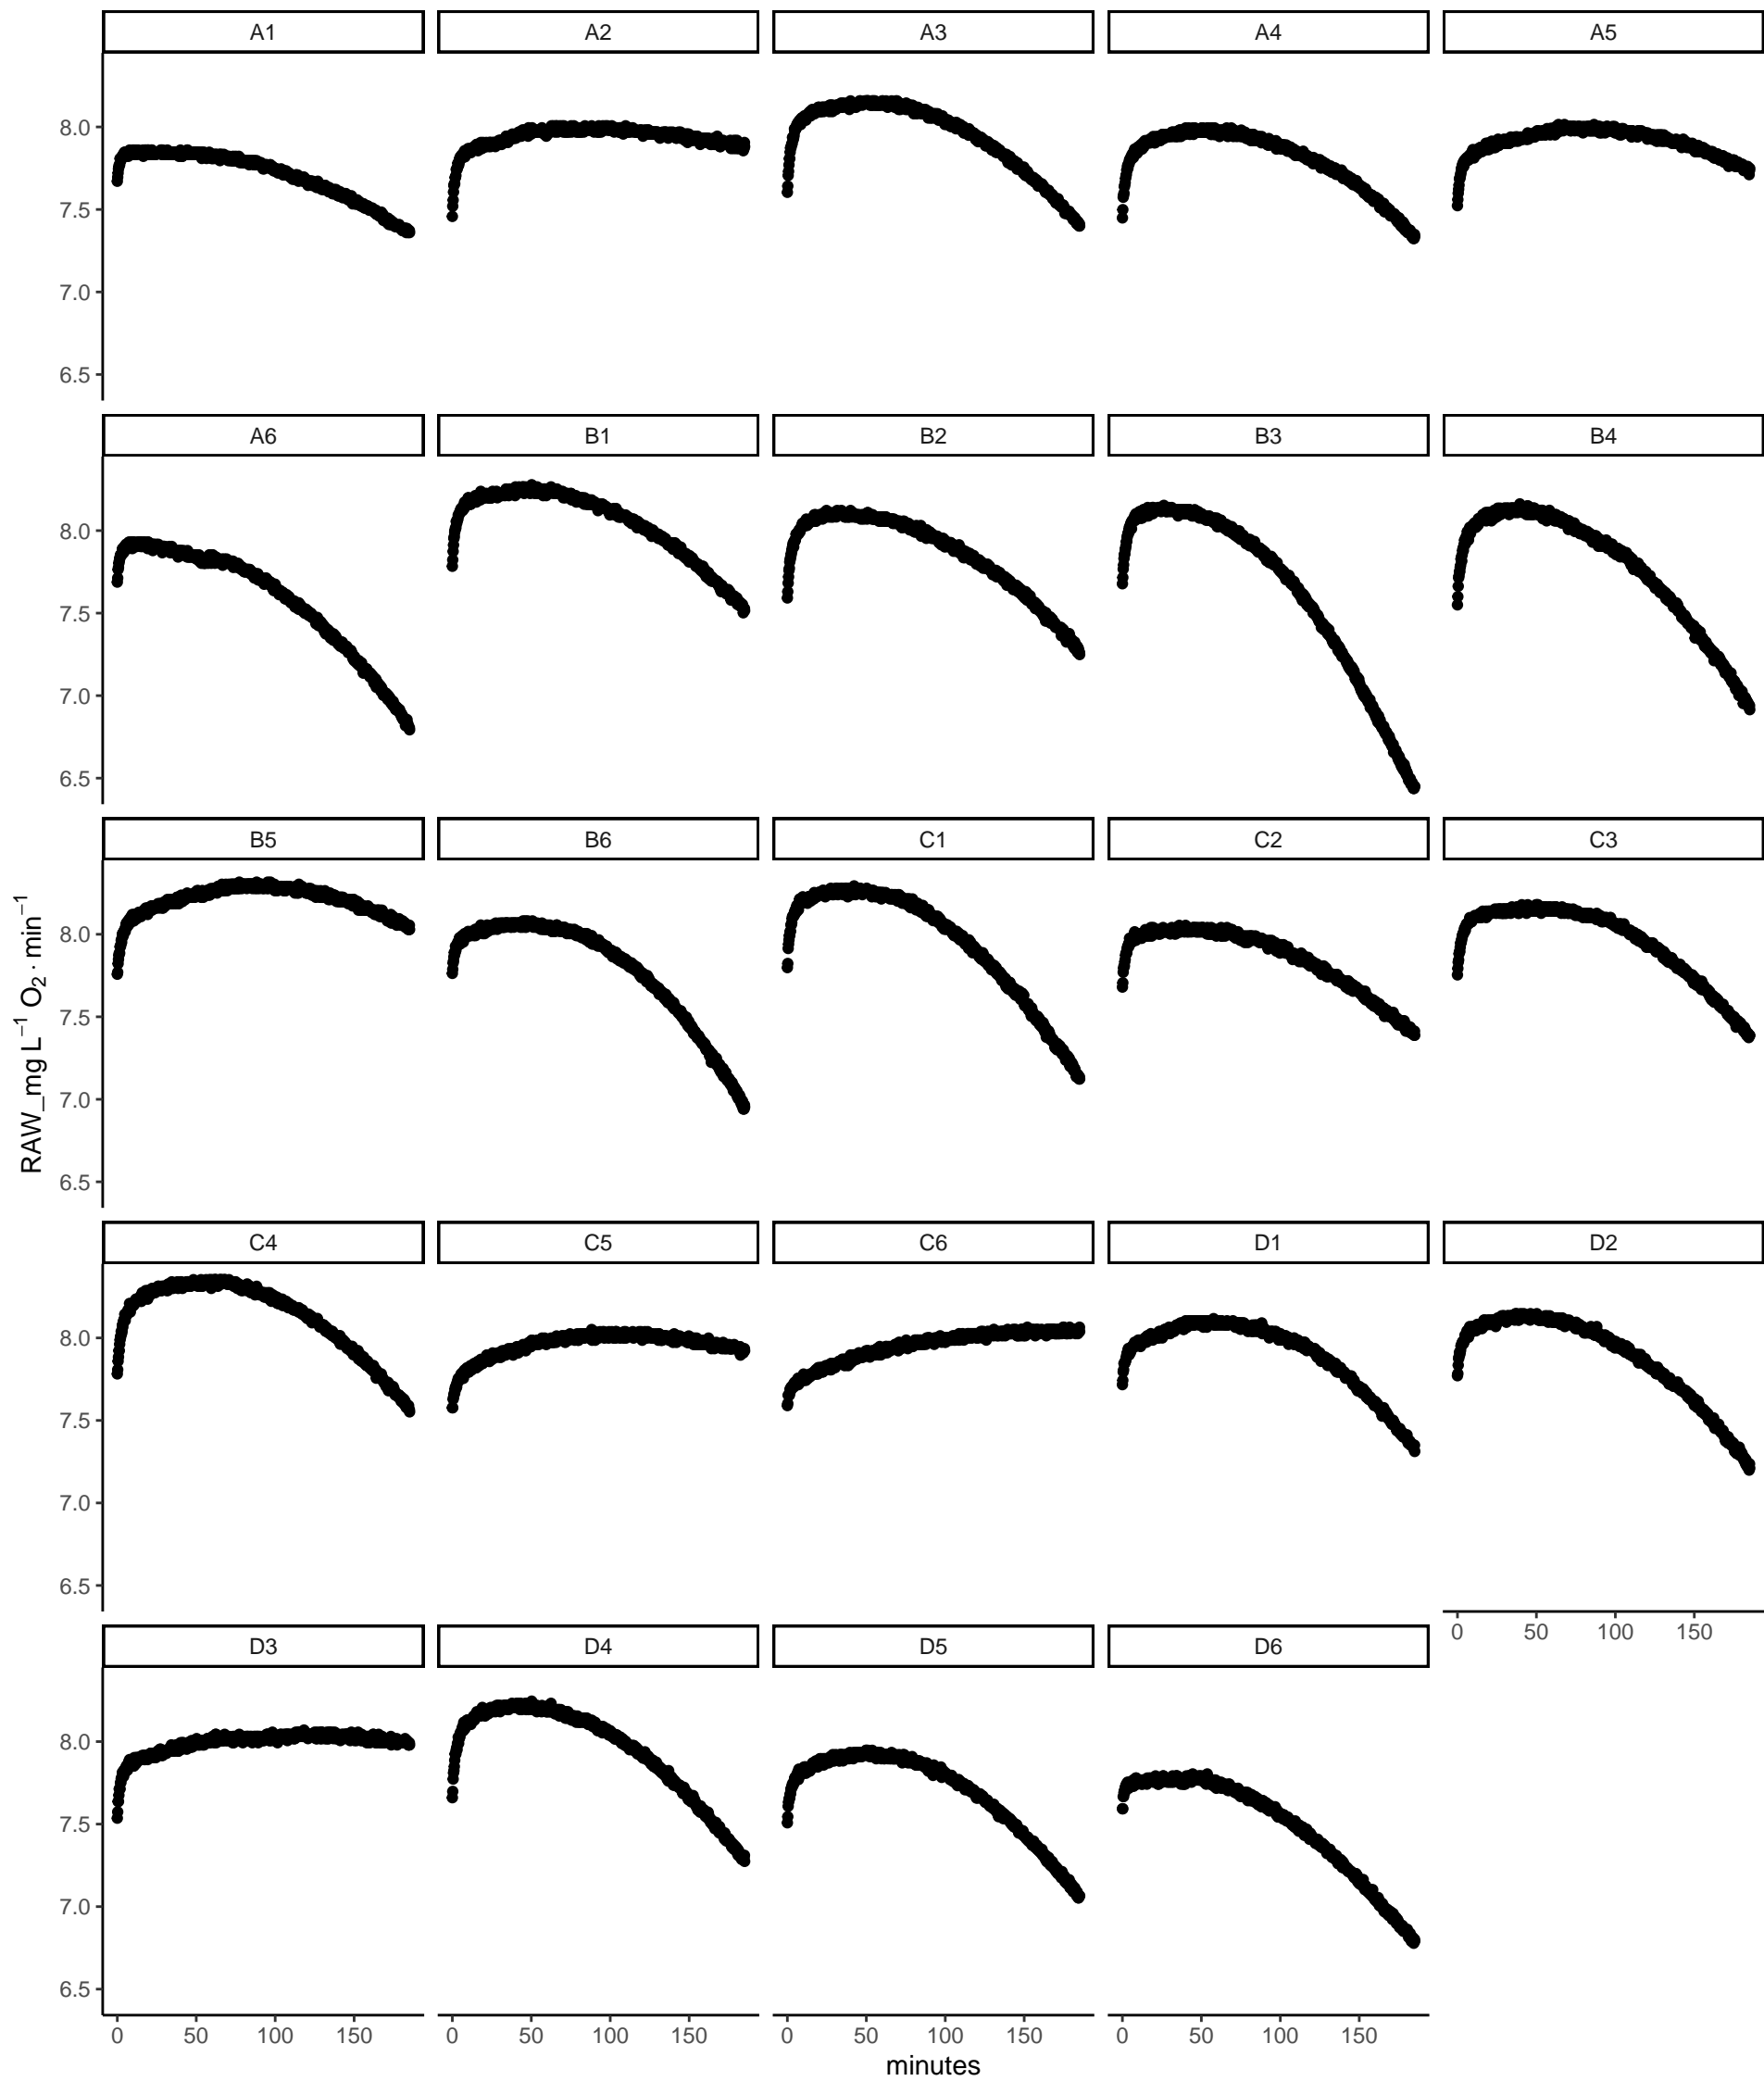 A1 A2 A3 A4 A5
8.0
7.5
7.0
6.5
A6 B1 B2 B3 B4
8.0
7.5
7.0
6.5
B5 B6 C1 C2 C3
8.0
7.5
7.0
6.5
RAW_mg L⁻¹ O₂ · min⁻¹
C4 C5 C6 D1 D2
8.0
7.5
7.0
6.5
0 50 100 150
D3 D4 D5 D6
8.0
7.5
7.0
6.5
0 50 100 150 0 50 100 150 0 50 100 150 0 50 100 150
minutes